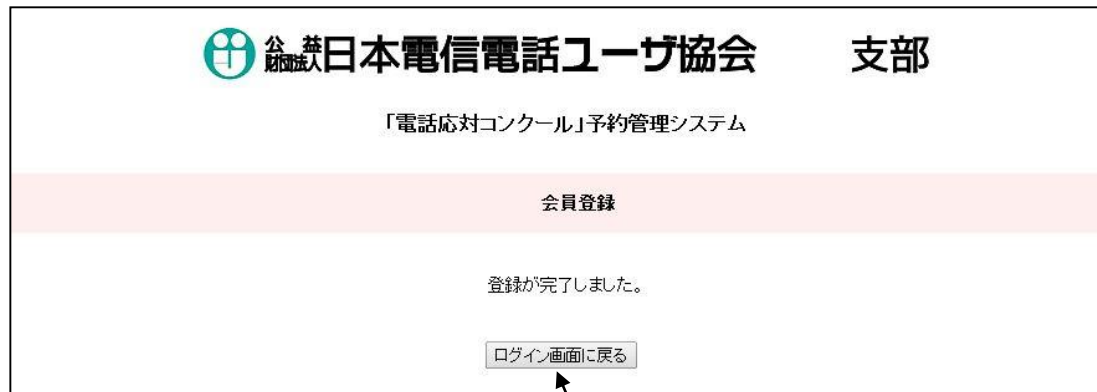 公益財団法人日本電信電話ユーザ協会 支部
「電話応対コンクール」予約管理システム
会員登録
登録が完了しました。
ログイン画面に戻る